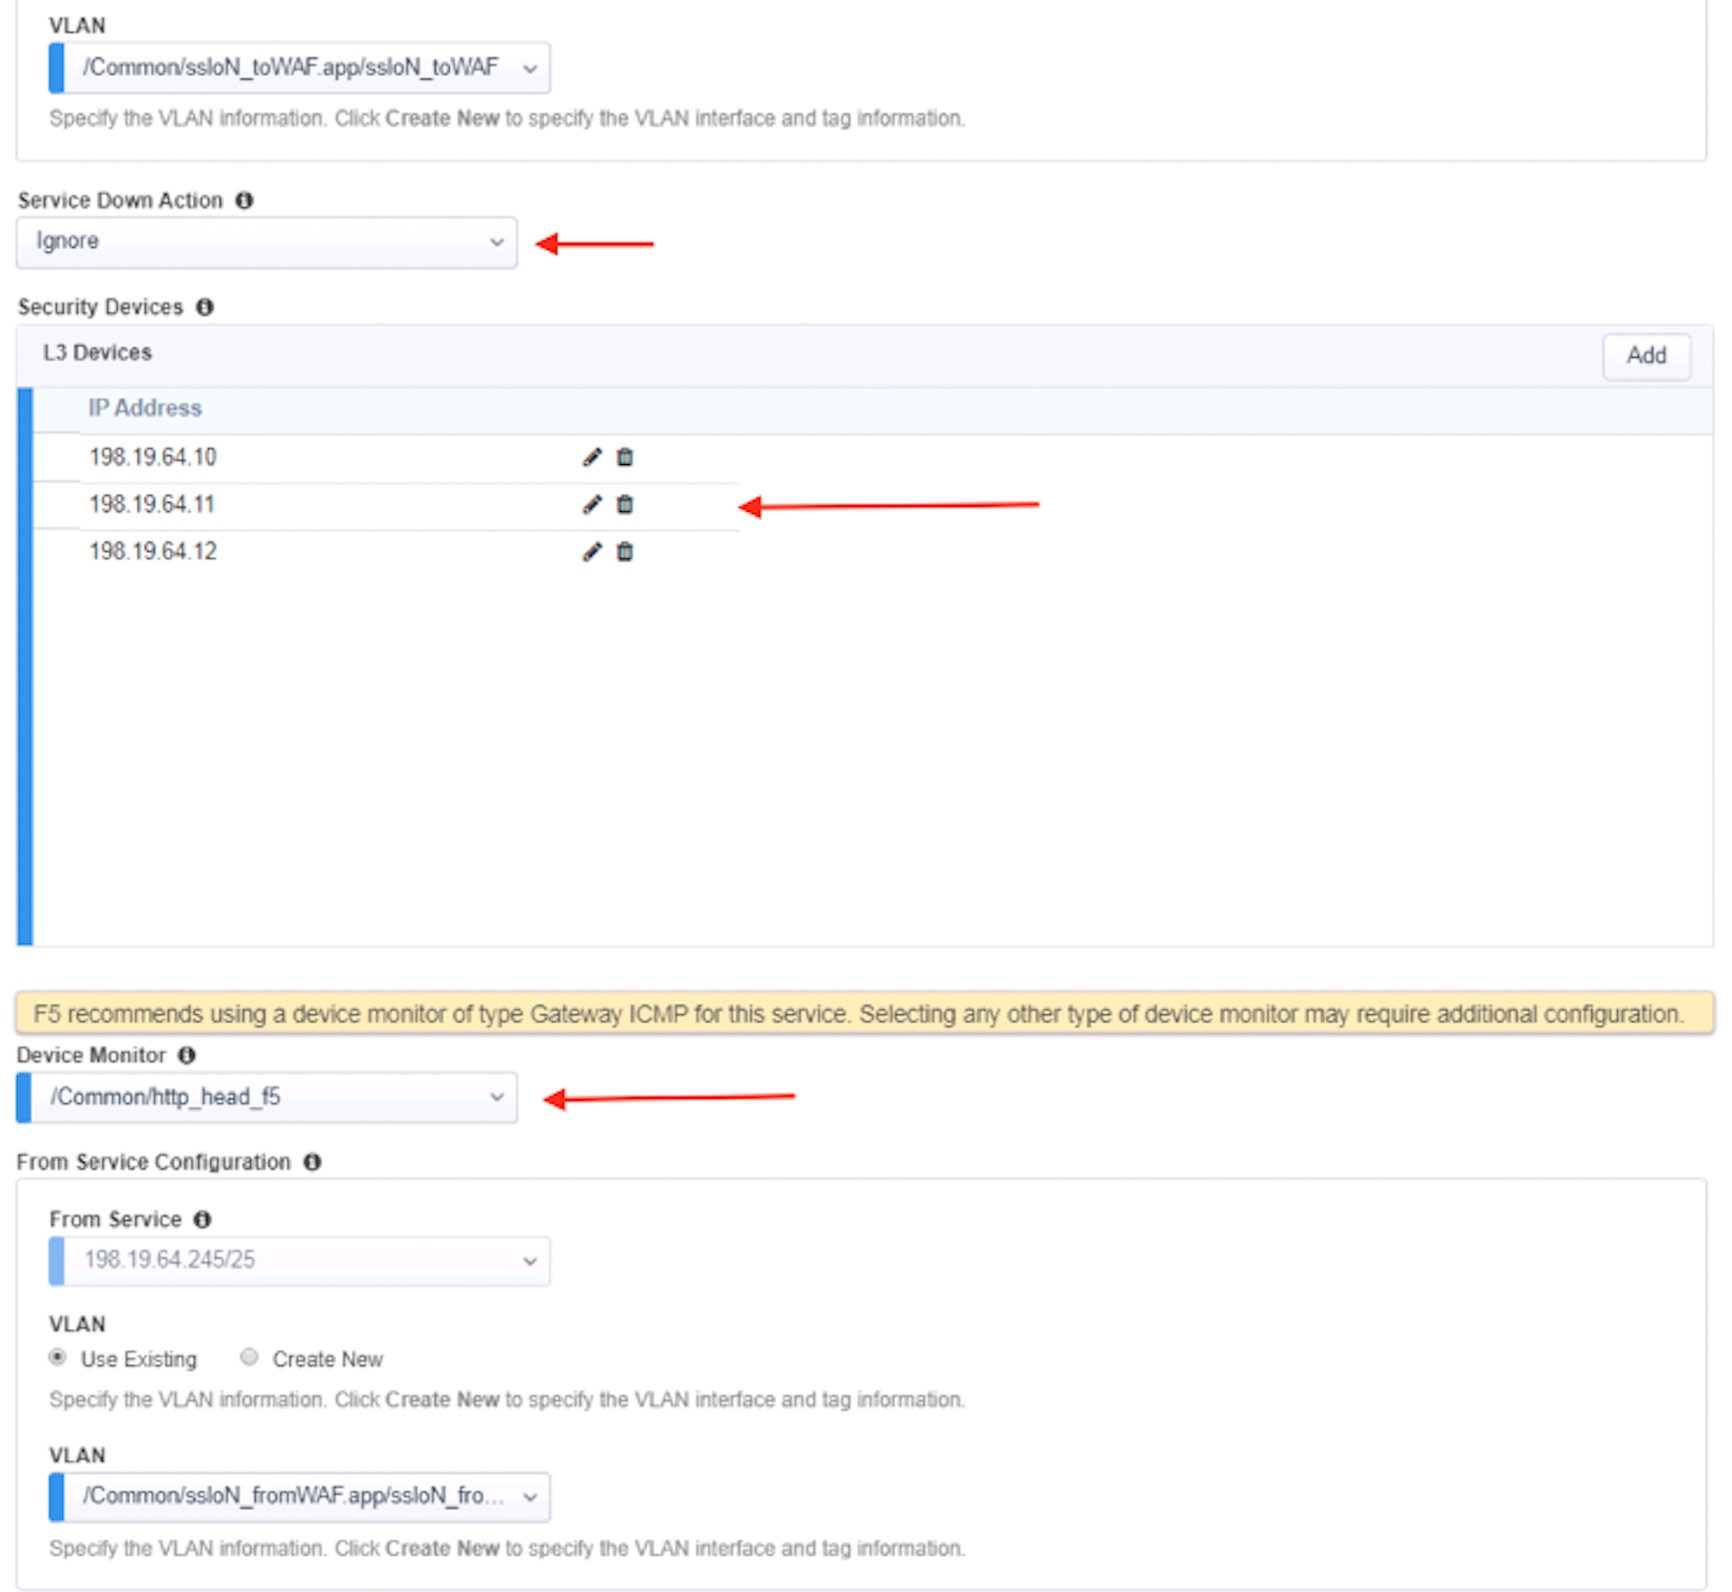 VLAN
/Common/ssloN_toWAF.app/ssloN_toWAF
Specify the VLAN information. Click Create New to specify the VLAN interface and tag information.
Service Down Action
Ignore
Security Devices
L3 Devices
Add
IP Address
198.19.64.10
198.19.64.11
198.19.64.12
F5 recommends using a device monitor of type Gateway ICMP for this service. Selecting any other type of device monitor may require additional configuration.
Device Monitor
/Common/http_head_f5
From Service Configuration
From Service
198.19.64.245/25
VLAN
Use Existing Create New
Specify the VLAN information. Click Create New to specify the VLAN interface and tag information.
VLAN
/Common/ssloN_fromWAF.app/ssloN_fro...
Specify the VLAN information. Click Create New to specify the VLAN interface and tag information.